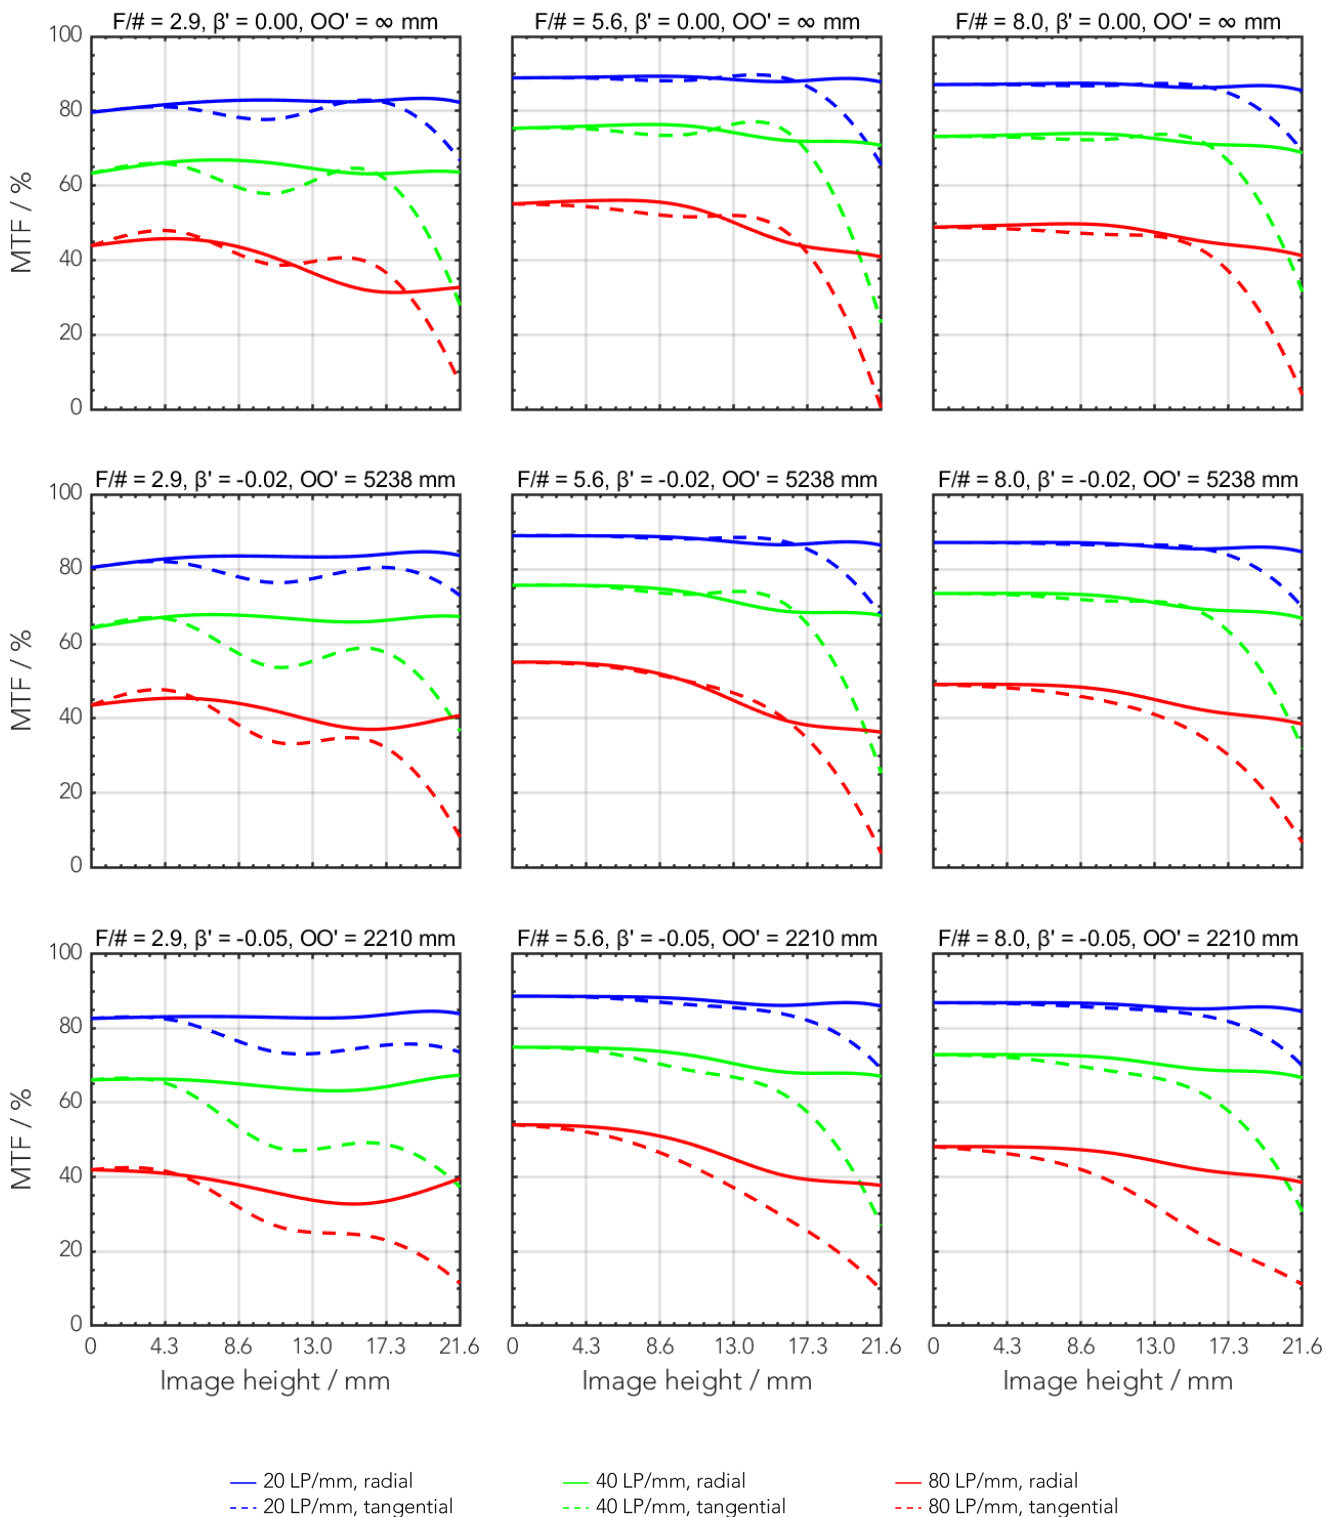 F/# = 2.9, β' = 0.00, OO' = ∞ mm
F/# = 5.6, β' = 0.00, OO' = ∞ mm
F/# = 8.0, β' = 0.00, OO' = ∞ mm
100
80
60
40
20
0
MTF / %
F/# = 2.9, β' = -0.02, OO' = 5238 mm
F/# = 5.6, β' = -0.02, OO' = 5238 mm
F/# = 8.0, β' = -0.02, OO' = 5238 mm
100
80
60
40
20
0
MTF / %
F/# = 2.9, β' = -0.05, OO' = 2210 mm
F/# = 5.6, β' = -0.05, OO' = 2210 mm
F/# = 8.0, β' = -0.05, OO' = 2210 mm
100
80
60
40
20
0
MTF / %
0 4.3 8.6 13.0 17.3 21.6
0 4.3 8.6 13.0 17.3 21.6
0 4.3 8.6 13.0 17.3 21.6
Image height / mm
Image height / mm
Image height / mm
20 LP/mm, radial
20 LP/mm, tangential
40 LP/mm, radial
40 LP/mm, tangential
80 LP/mm, radial
80 LP/mm, tangential